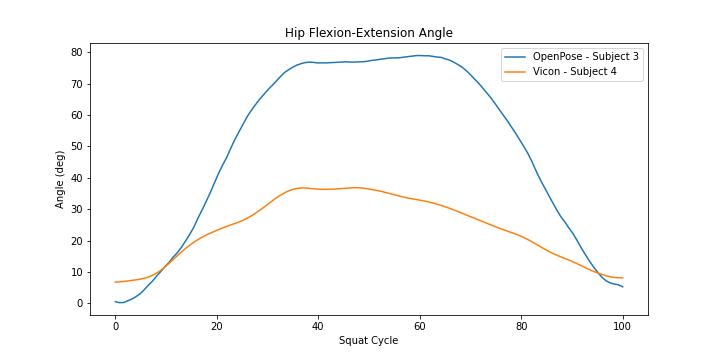 Hip Flexion-Extension Angle
OpenPose - Subject 3
Vicon - Subject 4
Angle (deg)
80
70
60
50
40
30
20
10
0
0 20 40 60 80 100
Squat Cycle